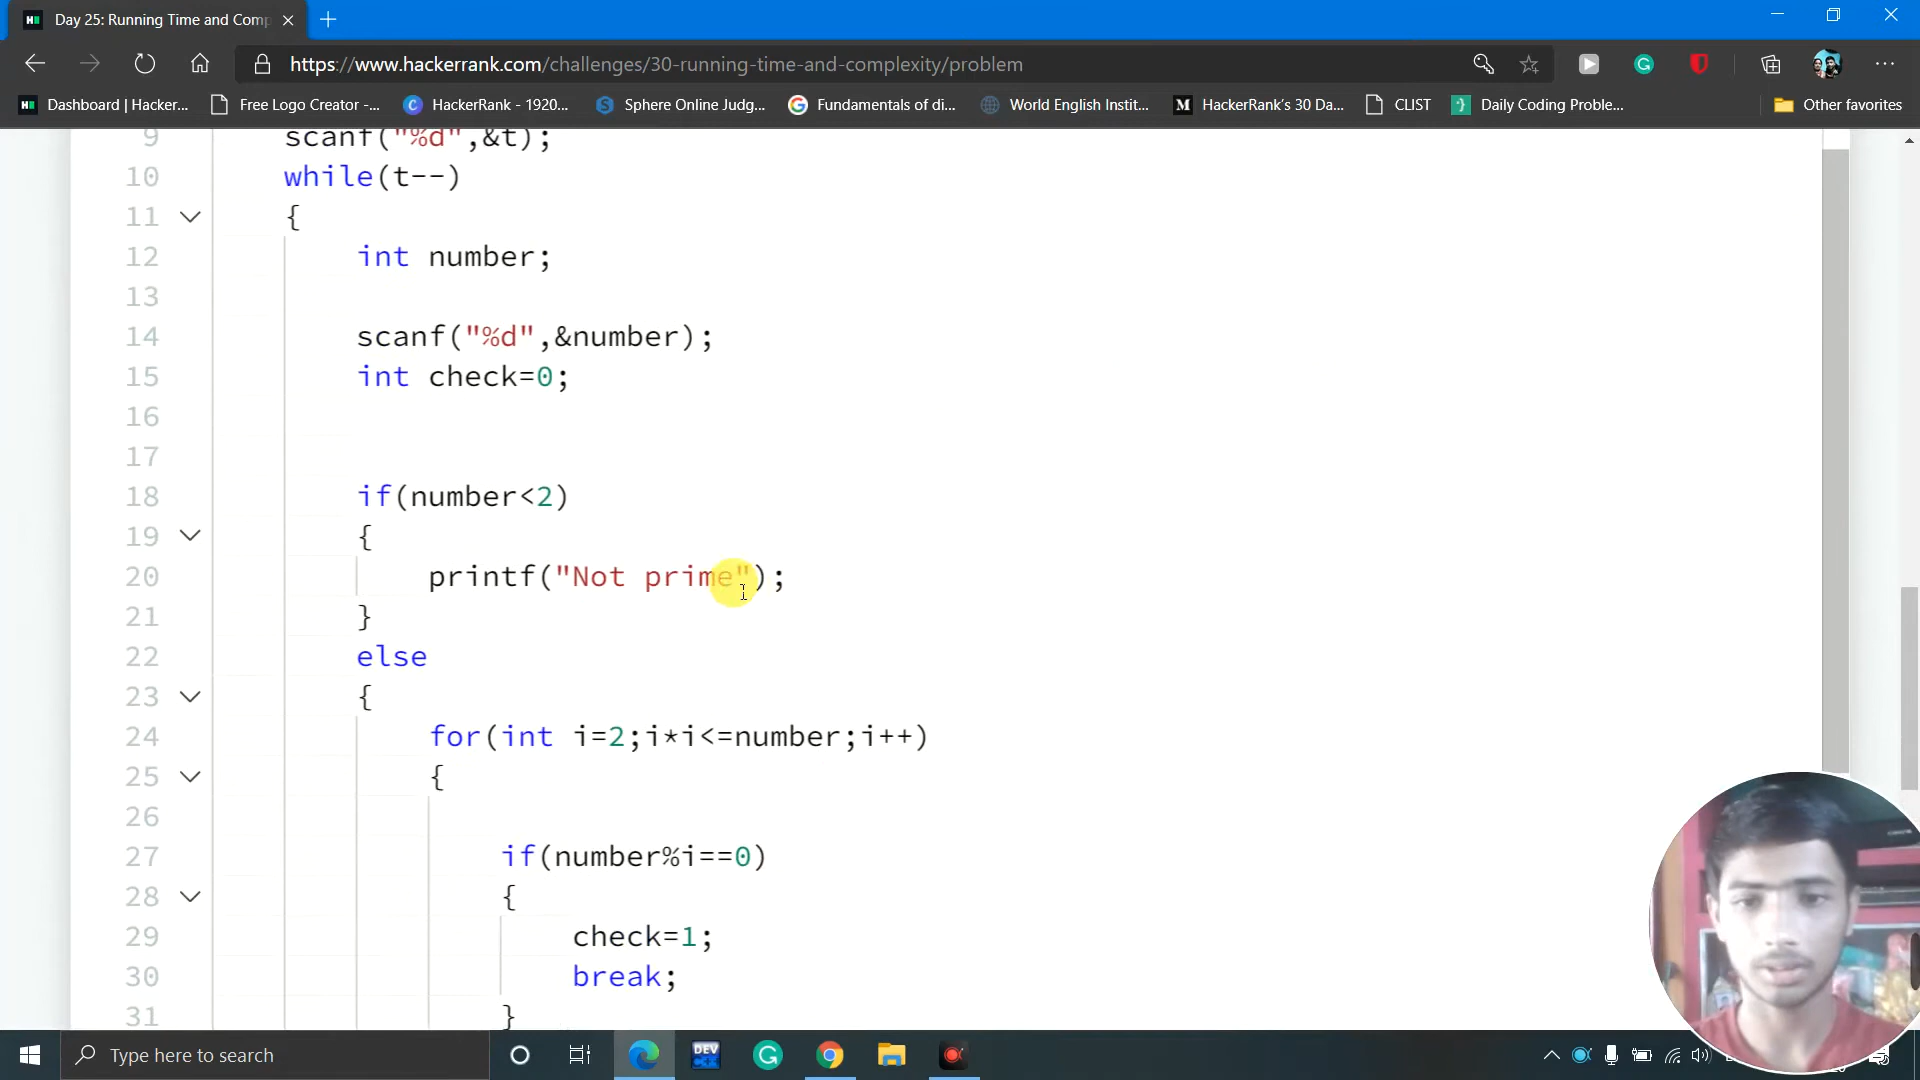 Day 25: Running Time and Comp
https://www.hackerrank.com/challenges/30-running-time-and-complexity/problem
Dashboard | Hacker... Free Logo Creator -... HackerRank - 1920... Sphere Online Judg... Fundamentals of di... World English Instit... HackerRank's 30 Da... CLIST Daily Coding Proble... Other favorites
9 scanf("%d",&t);
10 while(t--)
11 {
12 int number;
13
14 scanf("%d",&number);
15 int check=0;
16
17
18 if(number<2)
19 {
20 printf("Not prime");
21 }
22 else
23 {
24 for(int i=2;i*i<=number;i++)
25 {
26
27 if(number%i==0)
28 {
29 check=1;
30 break;
31 }
DEV
Type here to search